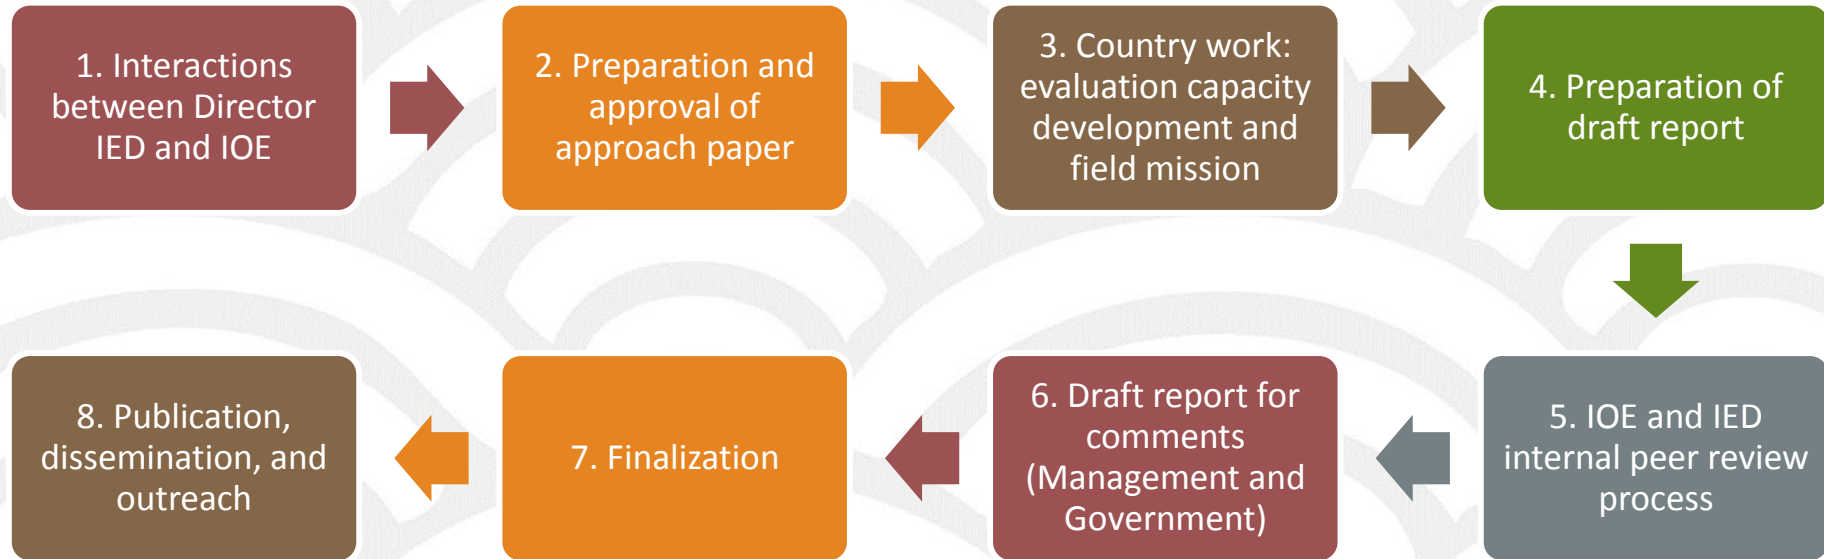 1. Interactions
between Director
IED and IOE
2. Preparation and
approval of
approach paper
3. Country work:
evaluation capacity
development and
field mission
4. Preparation of
draft report
5. IOE and IED
internal peer review
process
6. Draft report for
comments
(Management and
Government)
7. Finalization
8. Publication,
dissemination, and
outreach